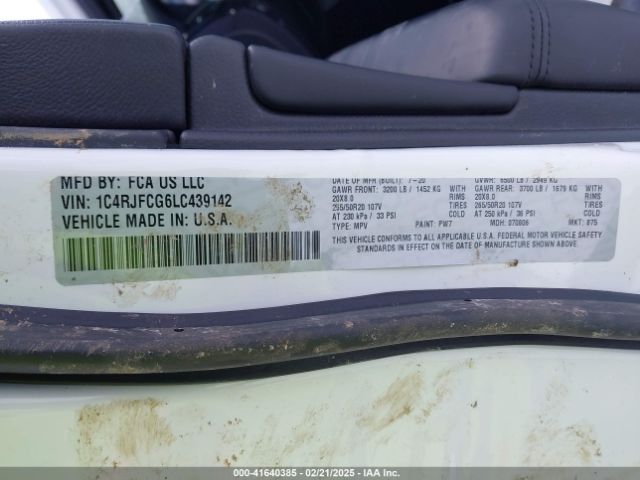 MFD BY: FCA US LLC
VIN: 1C4RJFCG6LC439142
VEHICLE MADE IN: U.S.A.
DATE OF MFR (BUILT): 7-20
GVWR: 6500 LB / 2949 KG
GAWR FRONT: 3200 LB / 1452 KG
WITH
GAWR REAR: 3700 LB / 1679 KG
WITH
20X8.0
RIMS
20X8.0
RIMS
265/50R20 107V
TIRES
265/50R20 107V
TIRES
AT 230 kPa / 33 PSI
COLD
AT 250 kPa / 36 PSI
COLD
TYPE: MPV
PAINT: PW7
MDH: 070806
MKT: 875
THIS VEHICLE CONFORMS TO ALL APPLICABLE U.S.A. FEDERAL MOTOR VEHICLE SAFETY
STANDARDS IN EFFECT ON THE DATE OF MANUFACTURE SHOWN ABOVE
© - 41640385 - 02/21/2025 - IAAI.com